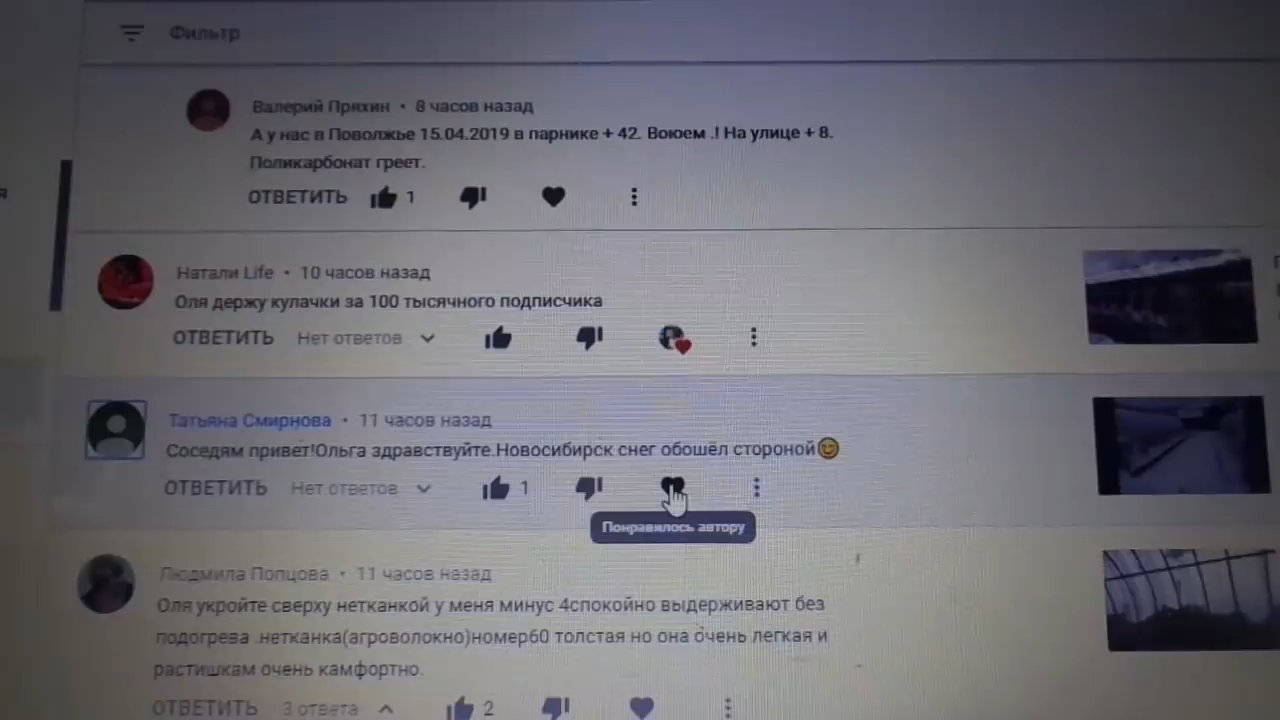 Фильтр
Валерий Пряхин • 8 часов назад
А у нас в Поволжье 15.04.2019 в парнике + 42. Воюем .! На улице + 8.
Поликарбонат греет.
ОТВЕТИТЬ 1
Натали Life • 10 часов назад
Оля держу кулачки за 100 тысячного подписчика
ОТВЕТИТЬ Нет ответов
Татьяна Смирнова • 11 часов назад
Соседям привет!Ольга здравствуйте.Новосибирск снег обошёл стороной😊
ОТВЕТИТЬ Нет ответов 1
Понравилось автору
Людмила Попцова • 11 часов назад
Оля укройте сверху нетканкой у меня минус 4спокойно выдерживают без
подогрева .нетканка(агроволокно)номер60 толстая но она очень легкая и
растишкам очень камфортно.
ОТВЕТИТЬ 3 ответа 2